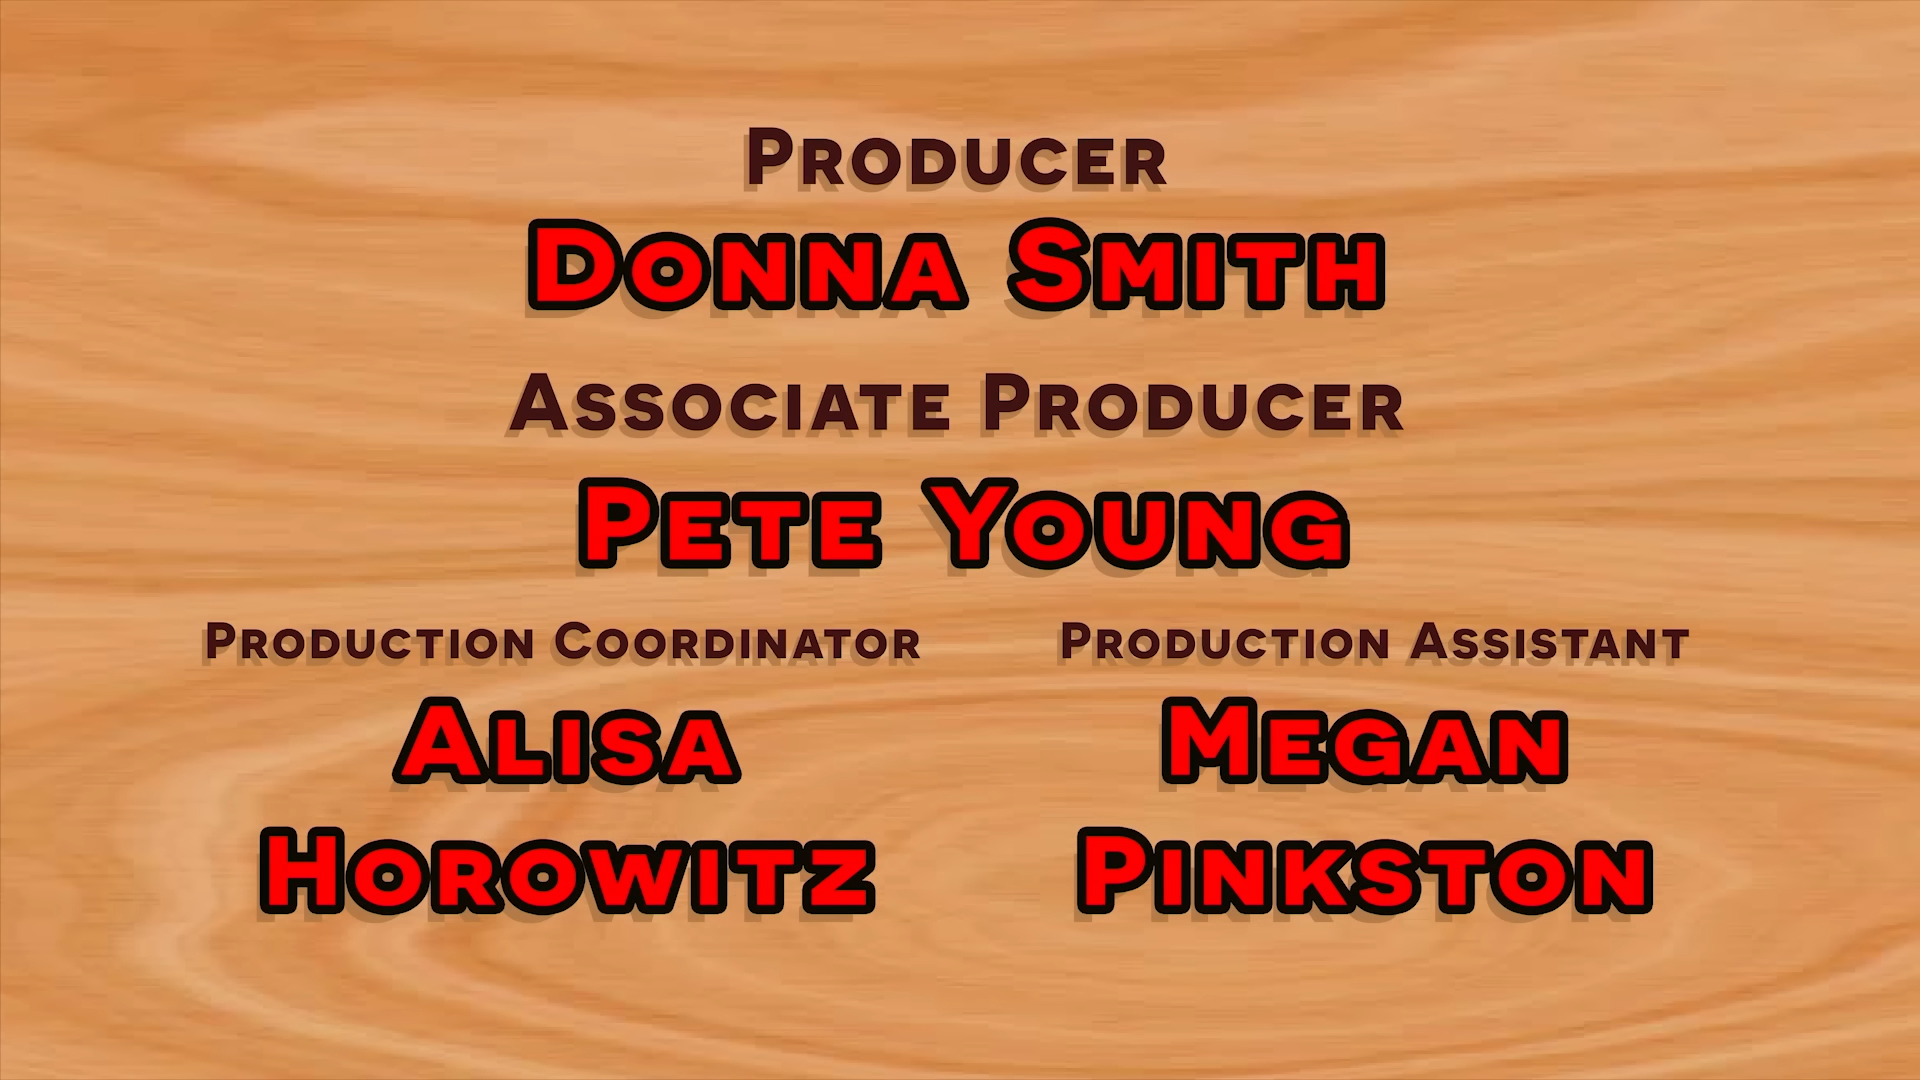 Producer
Donna Smith
Associate Producer
Pete Young
Production Coordinator
Alisa
Horowitz
Production Assistant
Megan
Pinkston